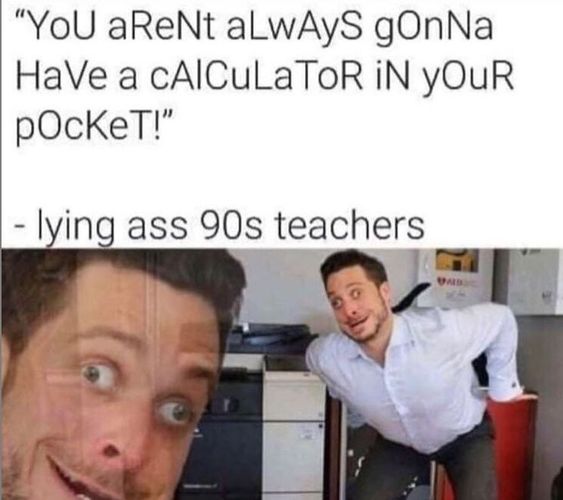 “YoU aReNt aLwAyS gOnNa
HaVe a cAlCuLaToR iN yOuR
pOcKeT!”
- lying ass 90s teachers